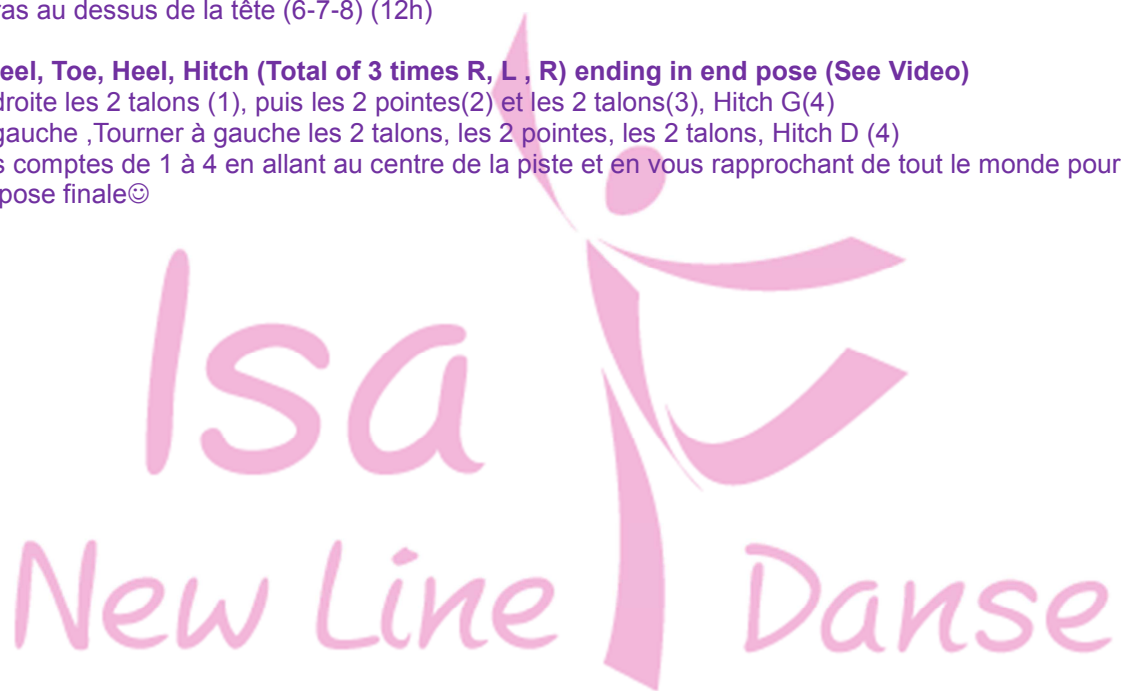 ras au dessus de la tête (6-7-8) (12h)
eel, Toe, Heel, Hitch (Total of 3 times R, L , R) ending in end pose (See Video)
droite les 2 talons (1), puis les 2 pointes(2) et les 2 talons(3), Hitch G(4)
gauche ,Tourner à gauche les 2 talons, les 2 pointes, les 2 talons, Hitch D (4)
s comptes de 1 à 4 en allant au centre de la piste et en vous rapprochant de tout le monde pour
pose finale☺
Isa
New Line Danse